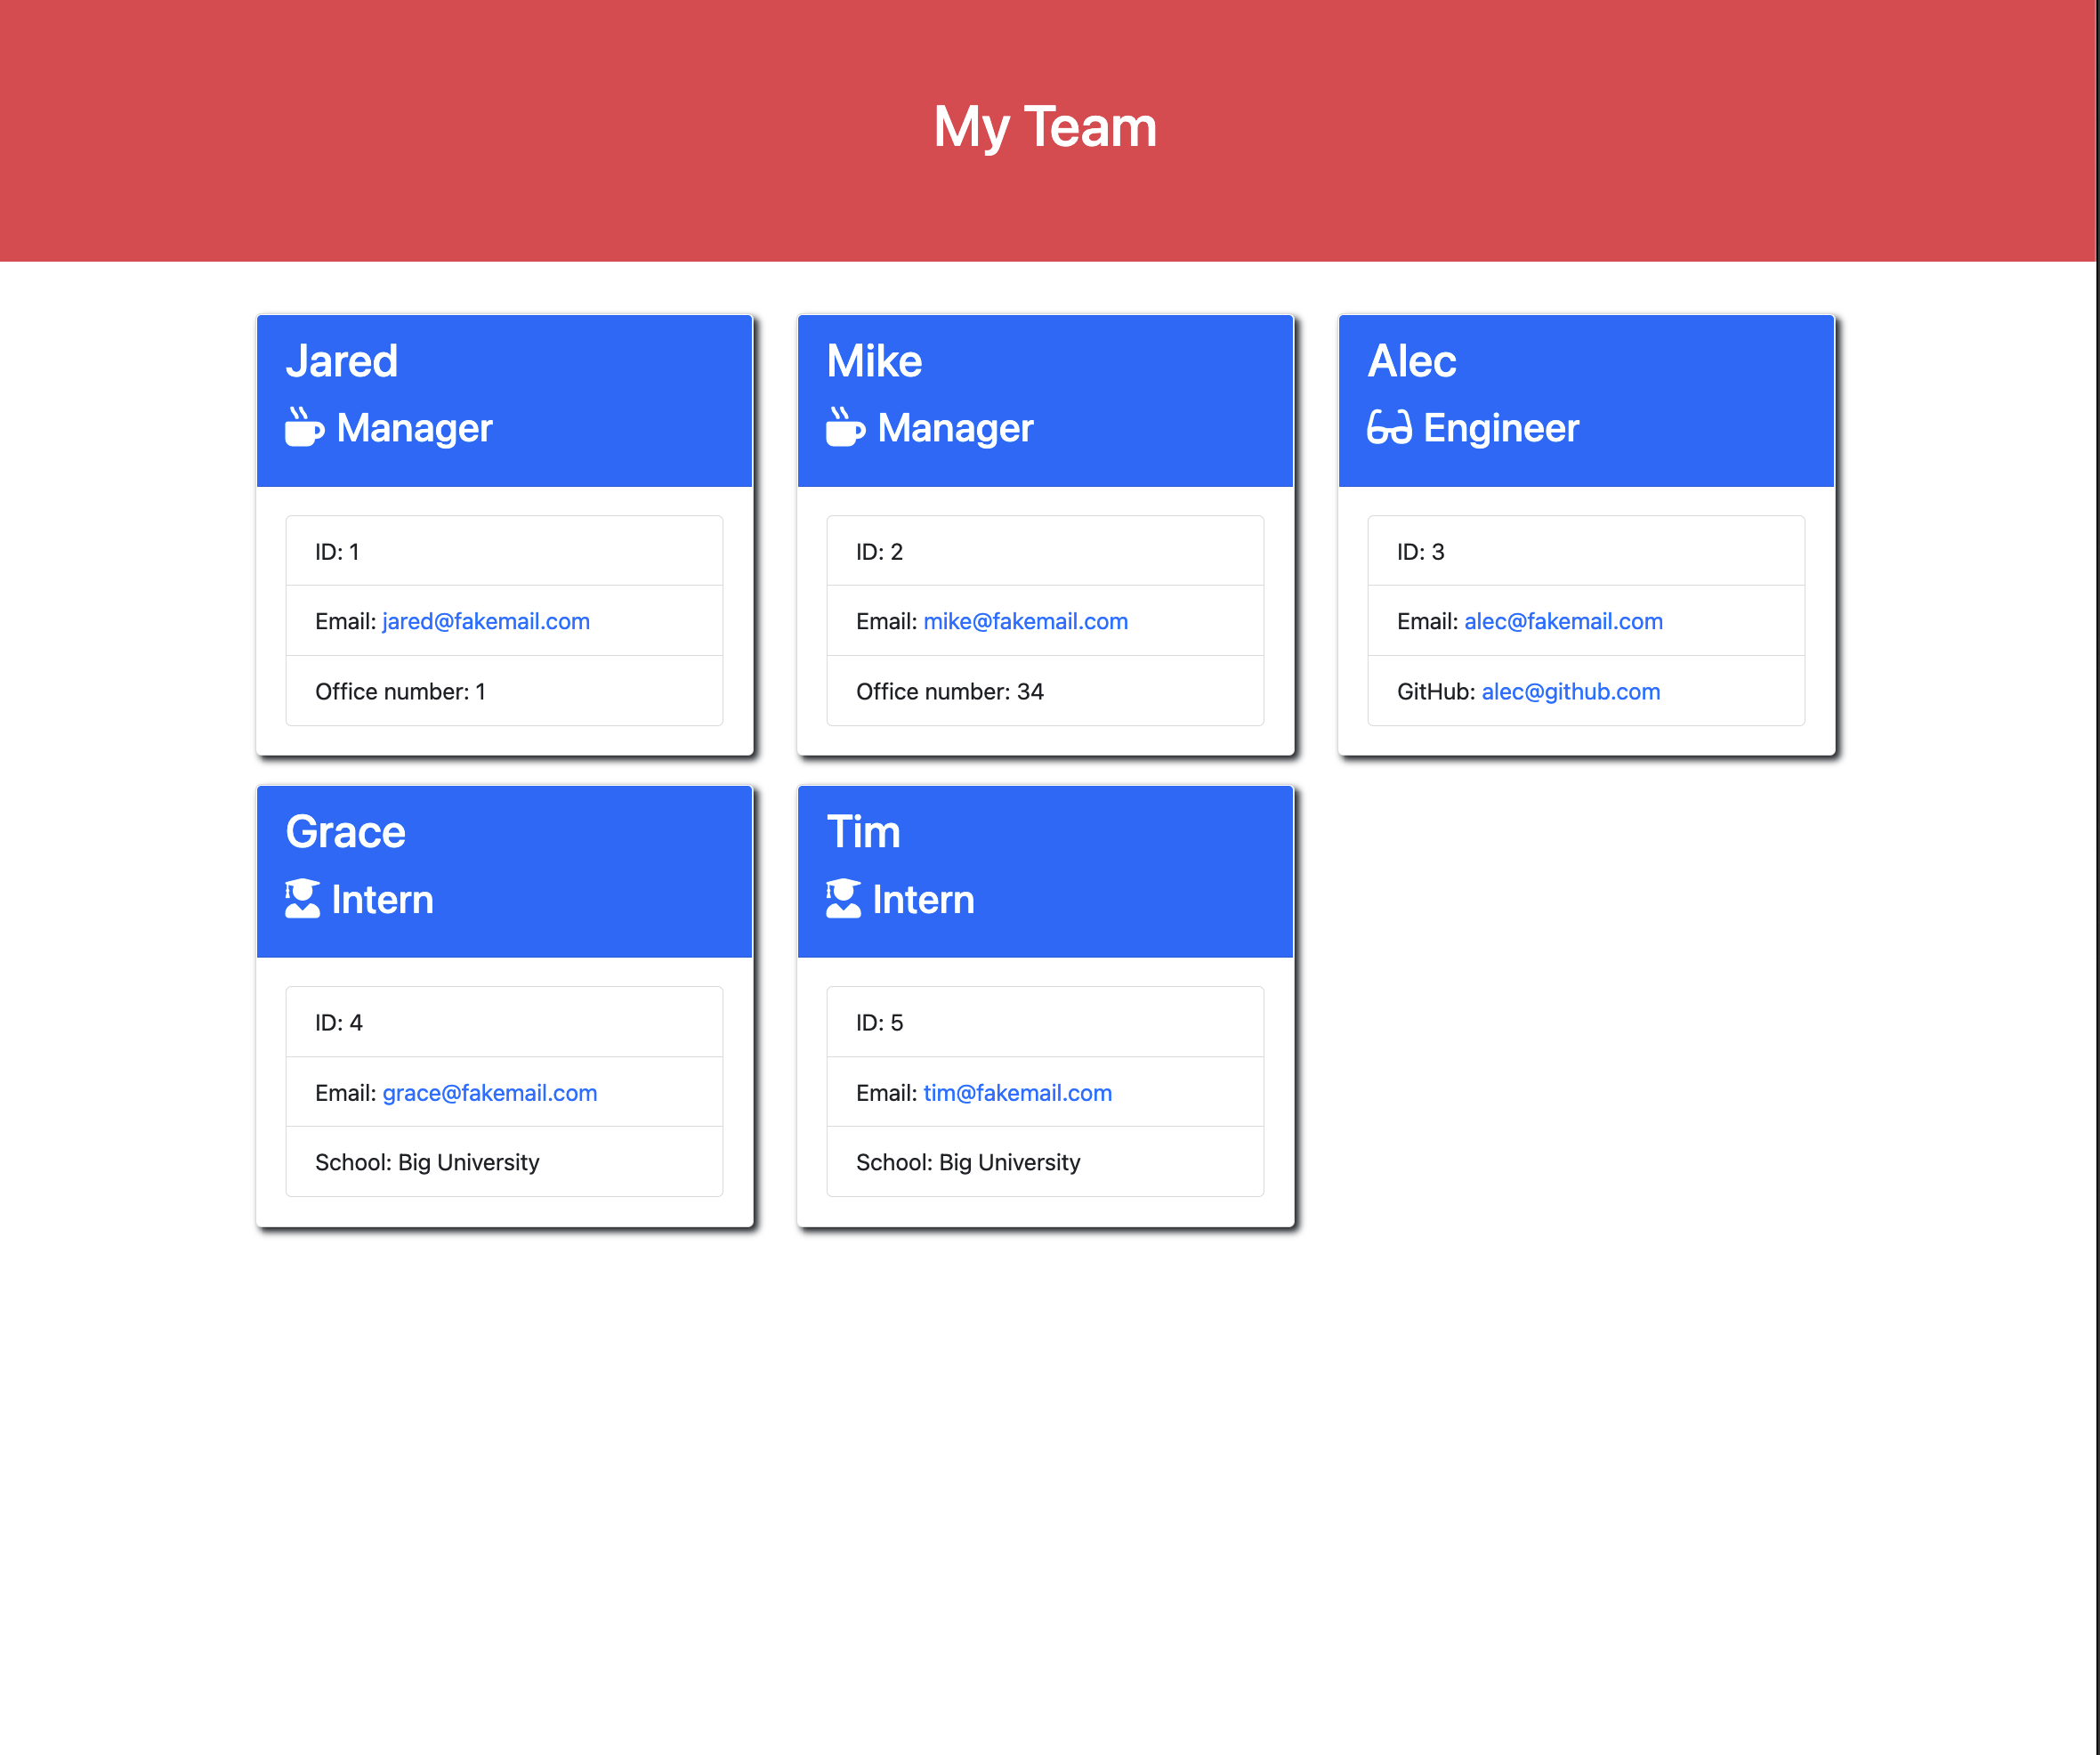 My Team
Jared
Manager
ID: 1
Email: jared@fakemail.com
Office number: 1
Mike
Manager
ID: 2
Email: mike@fakemail.com
Office number: 34
Alec
Engineer
ID: 3
Email: alec@fakemail.com
GitHub: alec@github.com
Grace
Intern
ID: 4
Email: grace@fakemail.com
School: Big University
Tim
Intern
ID: 5
Email: tim@fakemail.com
School: Big University